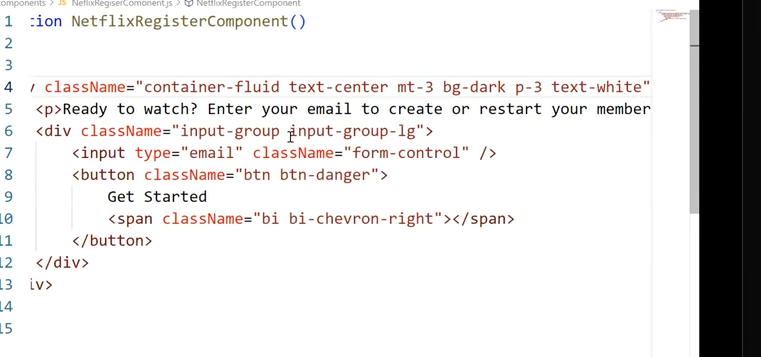 components > JS NetflixRegiserComonent.js > NetflixRegisterComponent
1 tion NetflixRegisterComponent()
2
3
4 v className="container-fluid text-center mt-3 bg-dark p-3 text-white"
5 <p>Ready to watch? Enter your email to create or restart your member
6 <div className="input-group input-group-lg">
7 <input type="email" className="form-control" />
8 <button className="btn btn-danger">
9 Get Started
10 <span className="bi bi-chevron-right"></span>
11 </button>
12 </div>
13 iv>
14
15